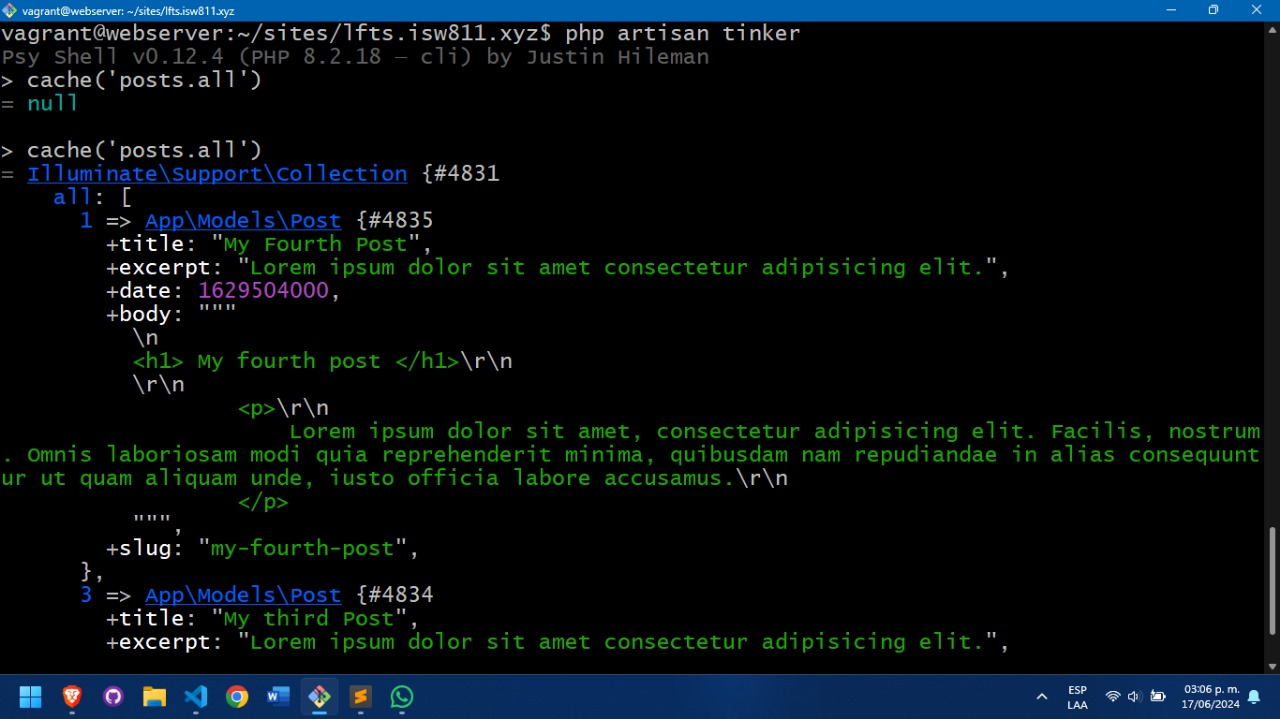 vagrant@webserver: ~/sites/lfts.isw811.xyz
vagrant@webserver:~/sites/lfts.isw811.xyz$ php artisan tinker
Psy Shell v0.12.4 (PHP 8.2.18 — cli) by Justin Hileman
> cache('posts.all')
= null
> cache('posts.all')
= Illuminate\Support\Collection {#4831
all: [
1 => App\Models\Post {#4835
+title: "My Fourth Post",
+excerpt: "Lorem ipsum dolor sit amet consectetur adipisicing elit.",
+date: 1629504000,
+body: """
\n
<h1> My fourth post </h1>\r\n
\r\n
<p>\r\n
Lorem ipsum dolor sit amet, consectetur adipisicing elit. Facilis, nostrum
. Omnis laboriosam modi quia reprehenderit minima, quibusdam nam repudiandae in alias consequunt
ur ut quam aliquam unde, iusto officia labore accusamus.\r\n
</p>
""",
+slug: "my-fourth-post",
},
3 => App\Models\Post {#4834
+title: "My third Post",
+excerpt: "Lorem ipsum dolor sit amet consectetur adipisicing elit.",
ESP
LAA
03:06 p. m.
17/06/2024